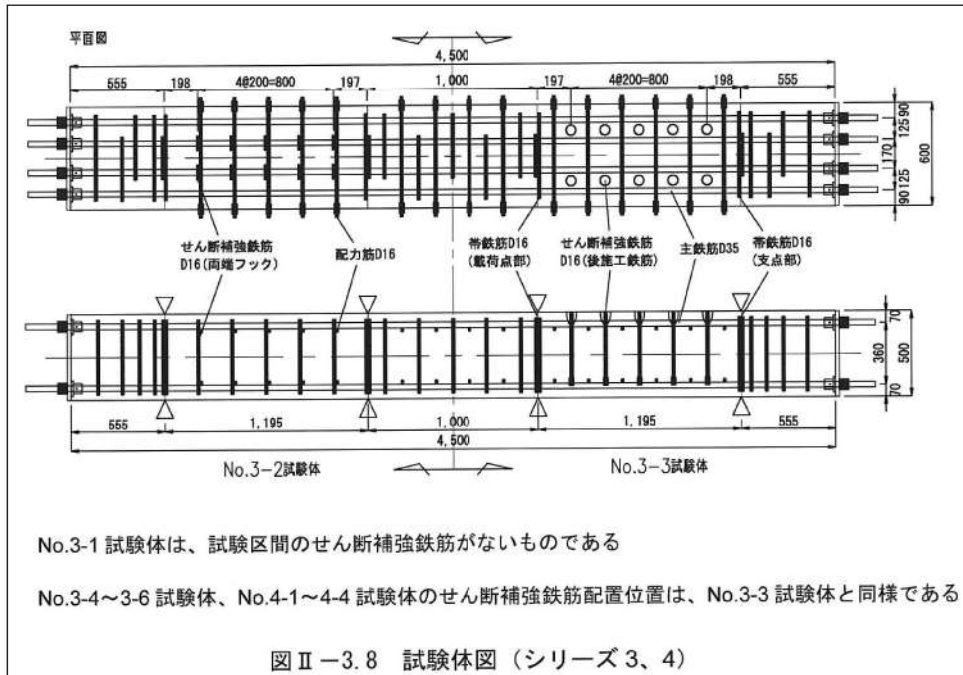 平面図
4,500
555 198 4@200=800 197 1,000 197 4@200=800 198 555
90
125
170
125
90
600
せん断補強鉄筋
D16(両端フック)
配力筋D16
帯鉄筋D16
(載荷点部)
せん断補強鉄筋
D16(後施工鉄筋)
主鉄筋D35
帯鉄筋D16
(支点部)
70
360
70
500
555 1,195 1,000 1,195 555
4,500
No.3-2試験体 No.3-3試験体
No.3-1 試験体は、試験区間のせん断補強鉄筋がないものである
No.3-4～3-6 試験体、No.4-1～4-4 試験体のせん断補強鉄筋配置位置は、No.3-3 試験体と同様である
図Ⅱ－3.8 試験体図（シリーズ 3、4）